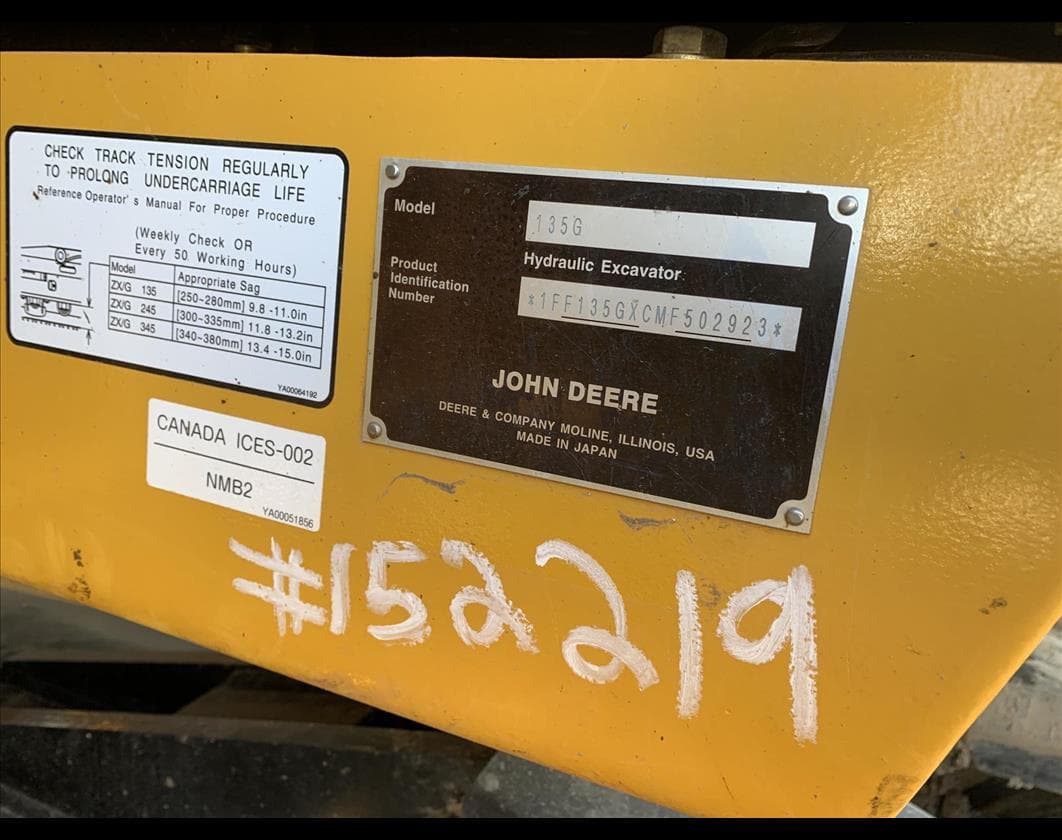 CHECK TRACK TENSION REGULARLY
TO PROLONG UNDERCARRIAGE LIFE
Reference Operator's Manual For Proper Procedure
(Weekly Check OR
Every 50 Working Hours)
Model Appropriate Sag
ZX/G 135 [250~280mm] 9.8 -11.0in
ZX/G 245 [300~335mm] 11.8 -13.2in
ZX/G 345 [340~380mm] 13.4 -15.0in
YA00064192
CANADA ICES-002
NMB2
YA00051856
Model 135G
Hydraulic Excavator
Product
Identification
Number
*1FF135GXCMF502923*
JOHN DEERE
DEERE & COMPANY MOLINE, ILLINOIS, USA
MADE IN JAPAN
#152219